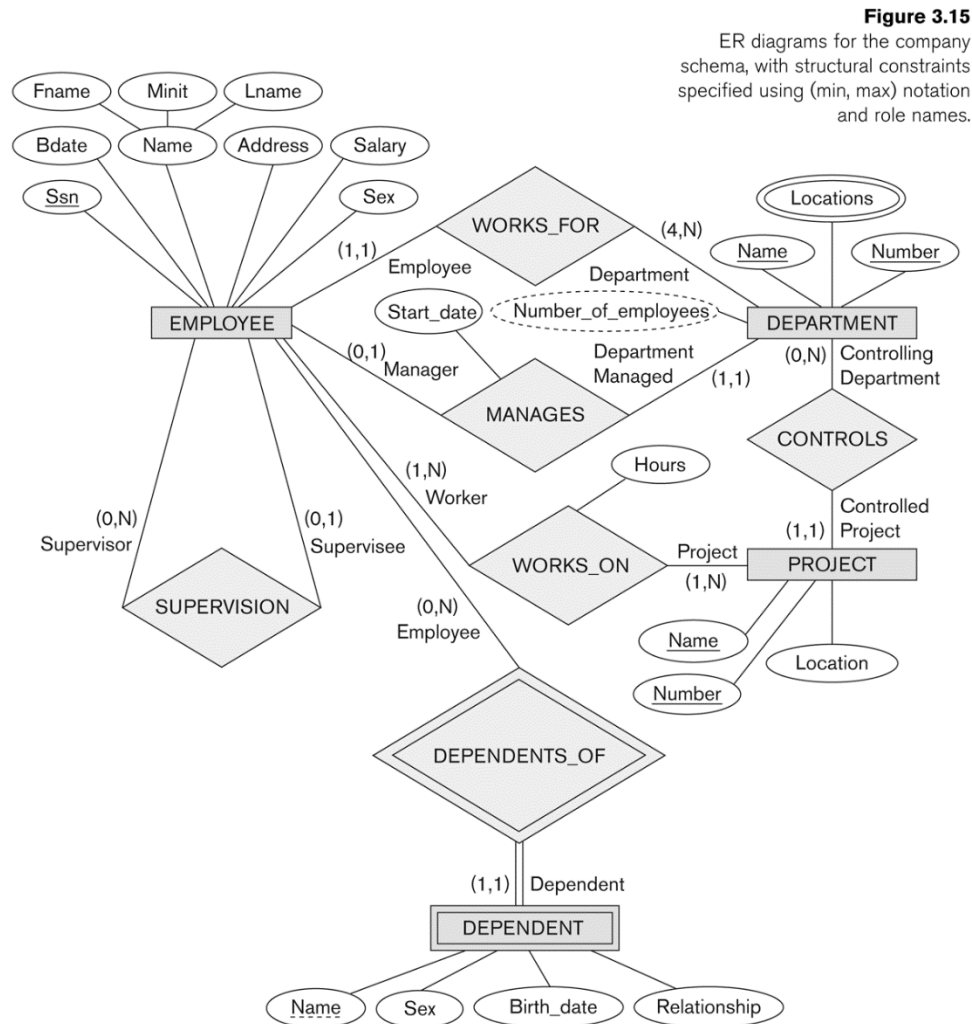 Figure 3.15
ER diagrams for the company
schema, with structural constraints
specified using (min, max) notation
and role names.
Fname
Minit
Lname
Bdate
Name
Address
Salary
Ssn
Sex
WORKS_FOR
Locations
(4,N)
(1,1)
Employee
Department
Name
Number
Start_date
Number_of_employees
EMPLOYEE
DEPARTMENT
(0,1)
Manager
Department
Managed
(1,1)
(0,N)
Controlling
Department
MANAGES
CONTROLS
Hours
(1,N)
Worker
(0,N)
Supervisor
(0,1)
Supervisee
Controlled
Project
(1,1)
WORKS_ON
Project
(1,N)
PROJECT
SUPERVISION
(0,N)
Employee
Name
Location
Number
DEPENDENTS_OF
(1,1)
Dependent
DEPENDENT
Name
Sex
Birth_date
Relationship